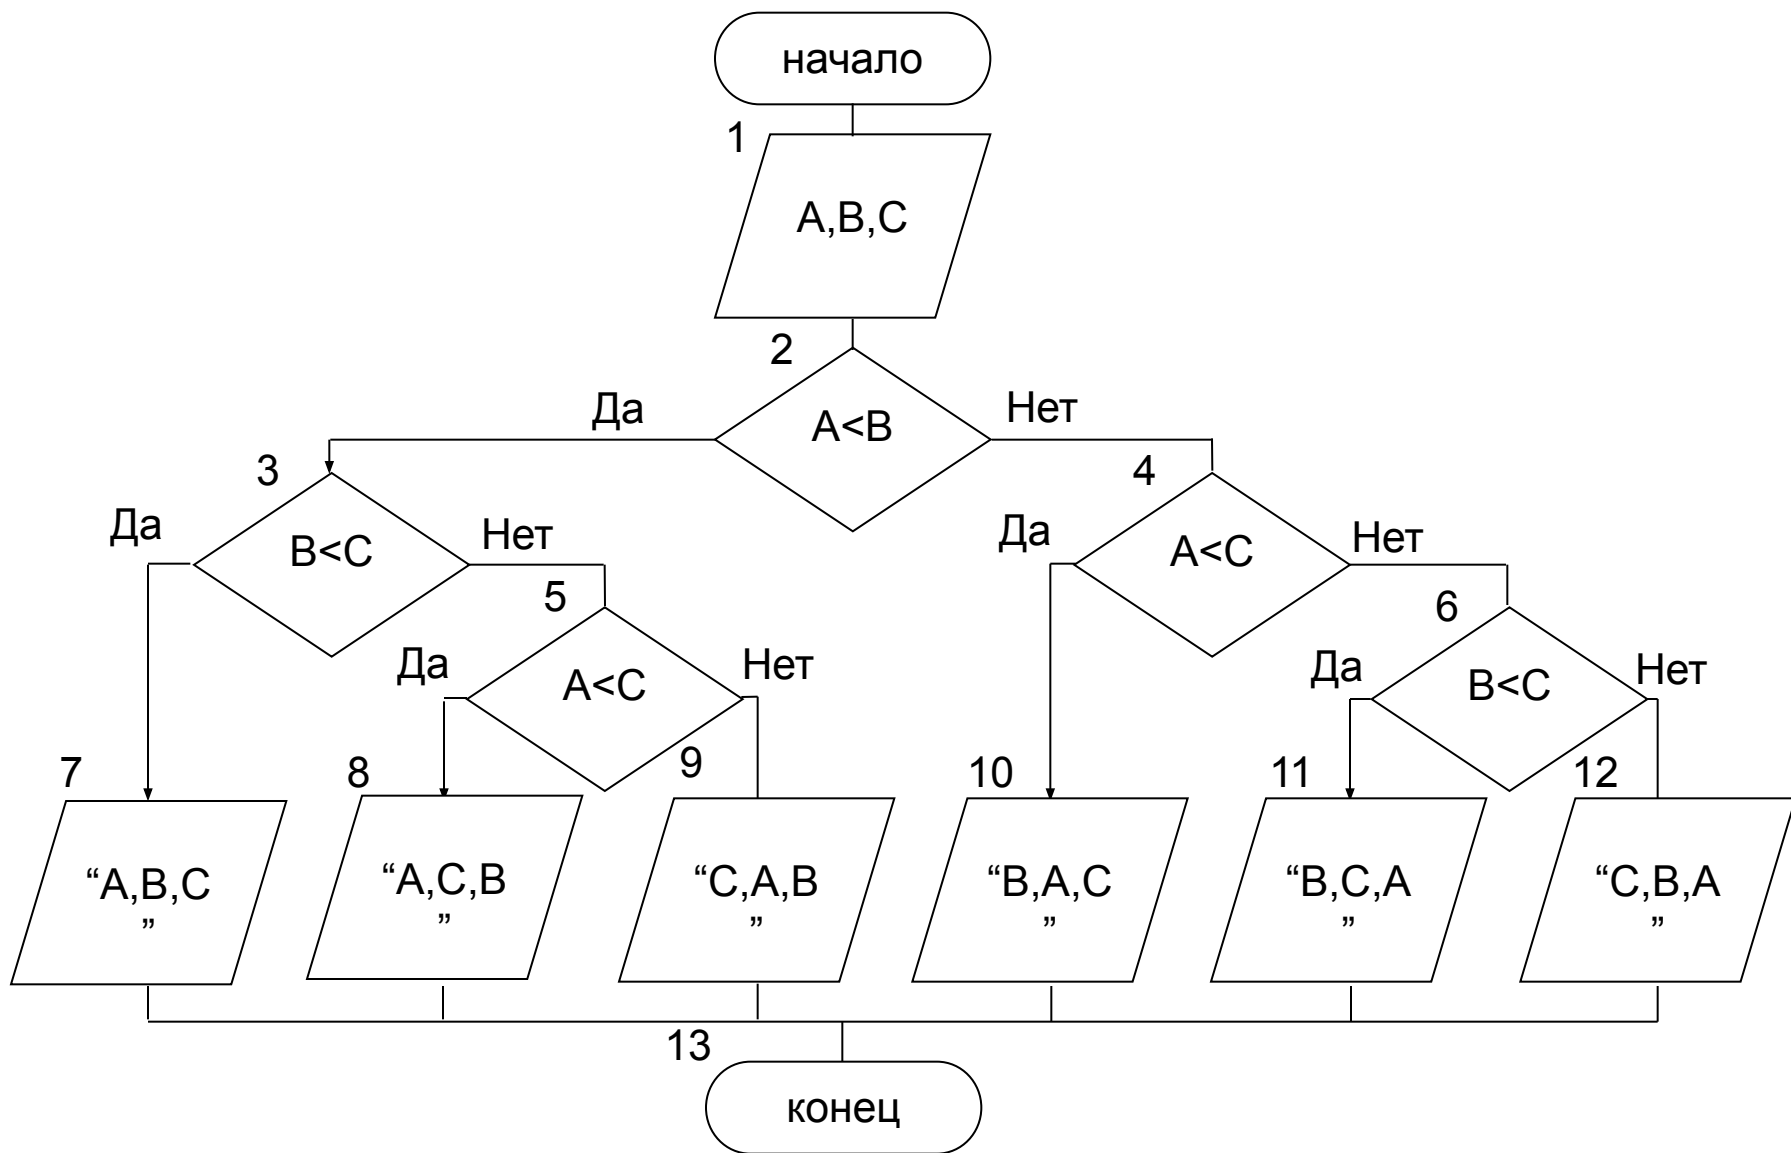 начало
1
A,B,C
2
Да
A<B
Нет
3
4
Да
B<C
Нет
Да
A<C
Нет
5
6
Да
A<C
Нет
Да
B<C
Нет
7
8
9
10
11
12
“A,B,C
”
“A,C,B
”
“C,A,B
”
“B,A,C
”
“B,C,A
”
“C,B,A
”
13
конец